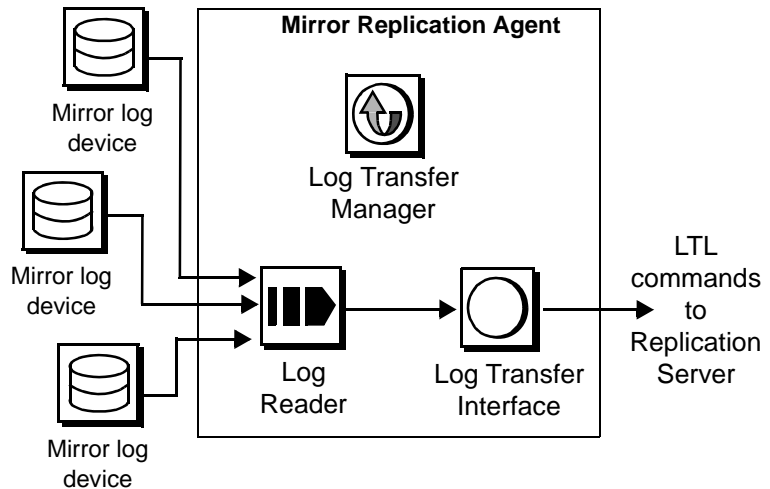 Mirror Replication Agent
Mirror log
device
Log Transfer
Manager
Mirror log
device
LTL
commands
to
Replication
Server
Log
Reader
Log Transfer
Interface
Mirror log
device